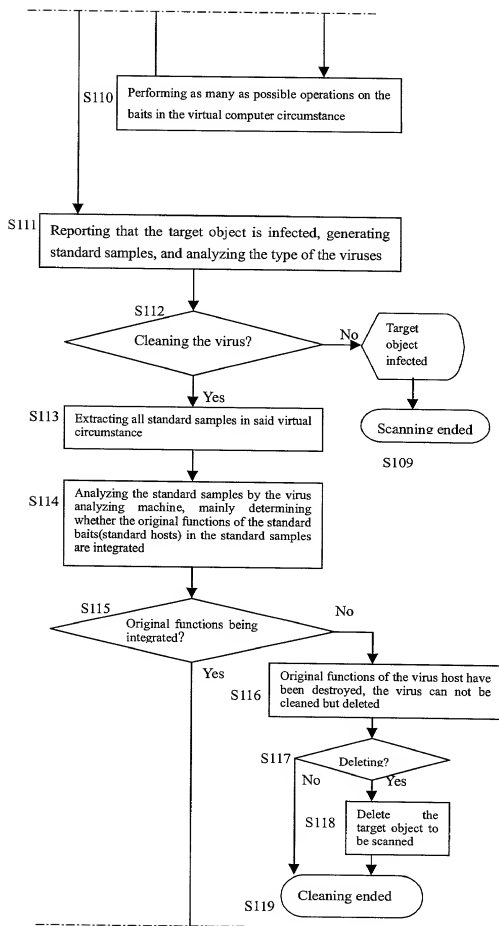 S110
Performing as many as possible operations on the
baits in the virtual computer circumstance
S111
Reporting that the target object is infected, generating
standard samples, and analyzing the type of the viruses
S112
Cleaning the virus?
No
Target
object
infected
Yes
Scanning ended
S109
S113
Extracting all standard samples in said virtual
circumstance
S114
Analyzing the standard samples by the virus
analyzing machine, mainly determining
whether the original functions of the standard
baits(standard hosts) in the standard samples
are integrated
S115
Original functions being
integrated?
No
Yes
S116
Original functions of the virus host have
been destroyed, the virus can not be
cleaned but deleted
S117
Deleting?
No
Yes
S118
Delete the
target object to
be scanned
S119
Cleaning ended